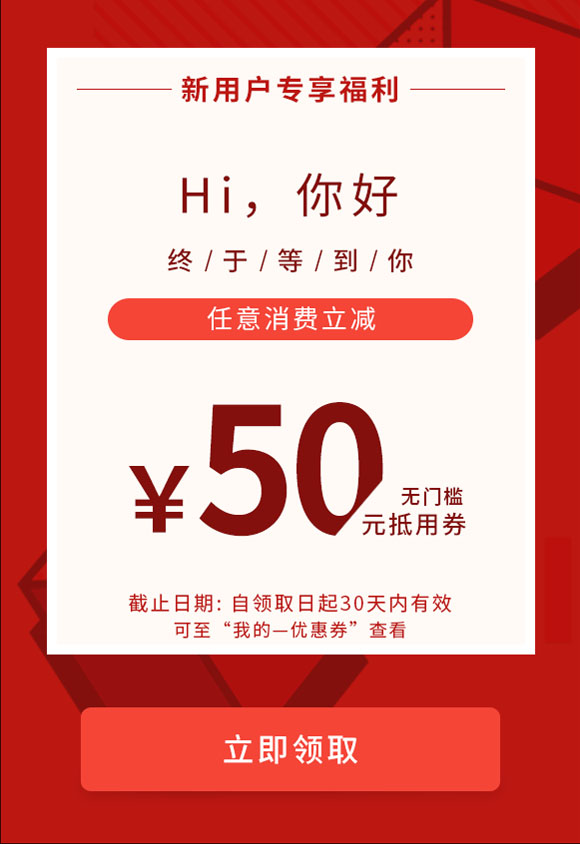 新用户专享福利
Hi，你好
终/于/等/到/你
任意消费立减
¥50
无门槛
元抵用券
截止日期: 自领取日起30天内有效
可至“我的—优惠券”查看
立即领取